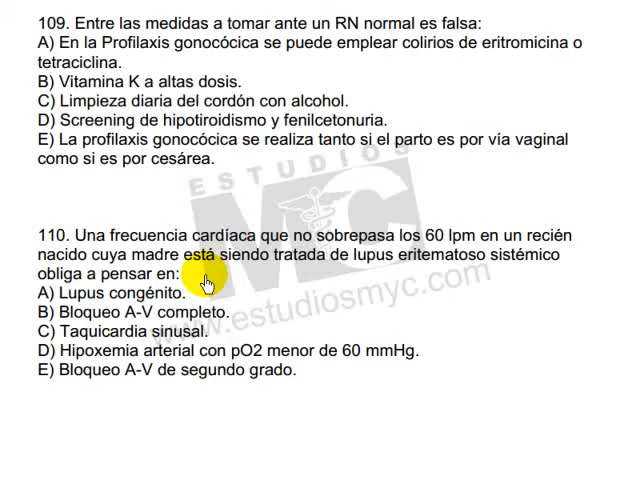 109. Entre las medidas a tomar ante un RN normal es falsa:
A) En la Profilaxis gonocócica se puede emplear colirios de eritromicina o
tetraciclina.
B) Vitamina K a altas dosis.
C) Limpieza diaria del cordón con alcohol.
D) Screening de hipotiroidismo y fenilcetonuria.
E) La profilaxis gonocócica se realiza tanto si el parto es por vía vaginal
como si es por cesárea.
ESTUDIOS
MC
110. Una frecuencia cardíaca que no sobrepasa los 60 lpm en un recién
nacido cuya madre está siendo tratada de lupus eritematoso sistémico
obliga a pensar en:
A) Lupus congénito.
B) Bloqueo A-V completo.
C) Taquicardia sinusal.
D) Hipoxemia arterial con pO2 menor de 60 mmHg.
E) Bloqueo A-V de segundo grado.
www.estudiosmyc.com